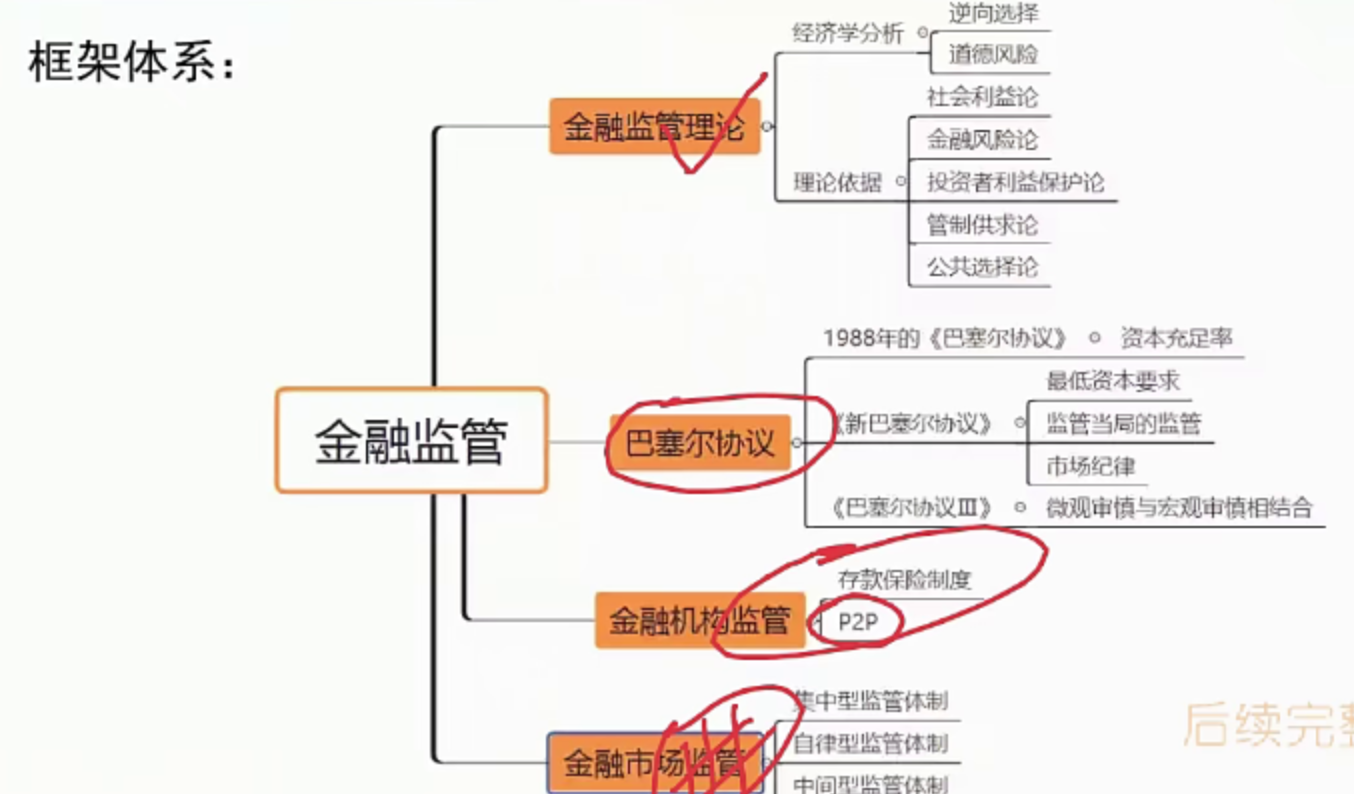 框架体系：
金融监管
金融监管理论
经济学分析
逆向选择
道德风险
理论依据
社会利益论
金融风险论
投资者利益保护论
管制供求论
公共选择论
巴塞尔协议
1988年的《巴塞尔协议》
资本充足率
《新巴塞尔协议》
最低资本要求
监管当局的监管
市场纪律
《巴塞尔协议Ⅲ》
微观审慎与宏观审慎相结合
金融机构监管
存款保险制度
P2P
金融市场监管
集中型监管体制
自律型监管体制
中间型监管体制
后续完